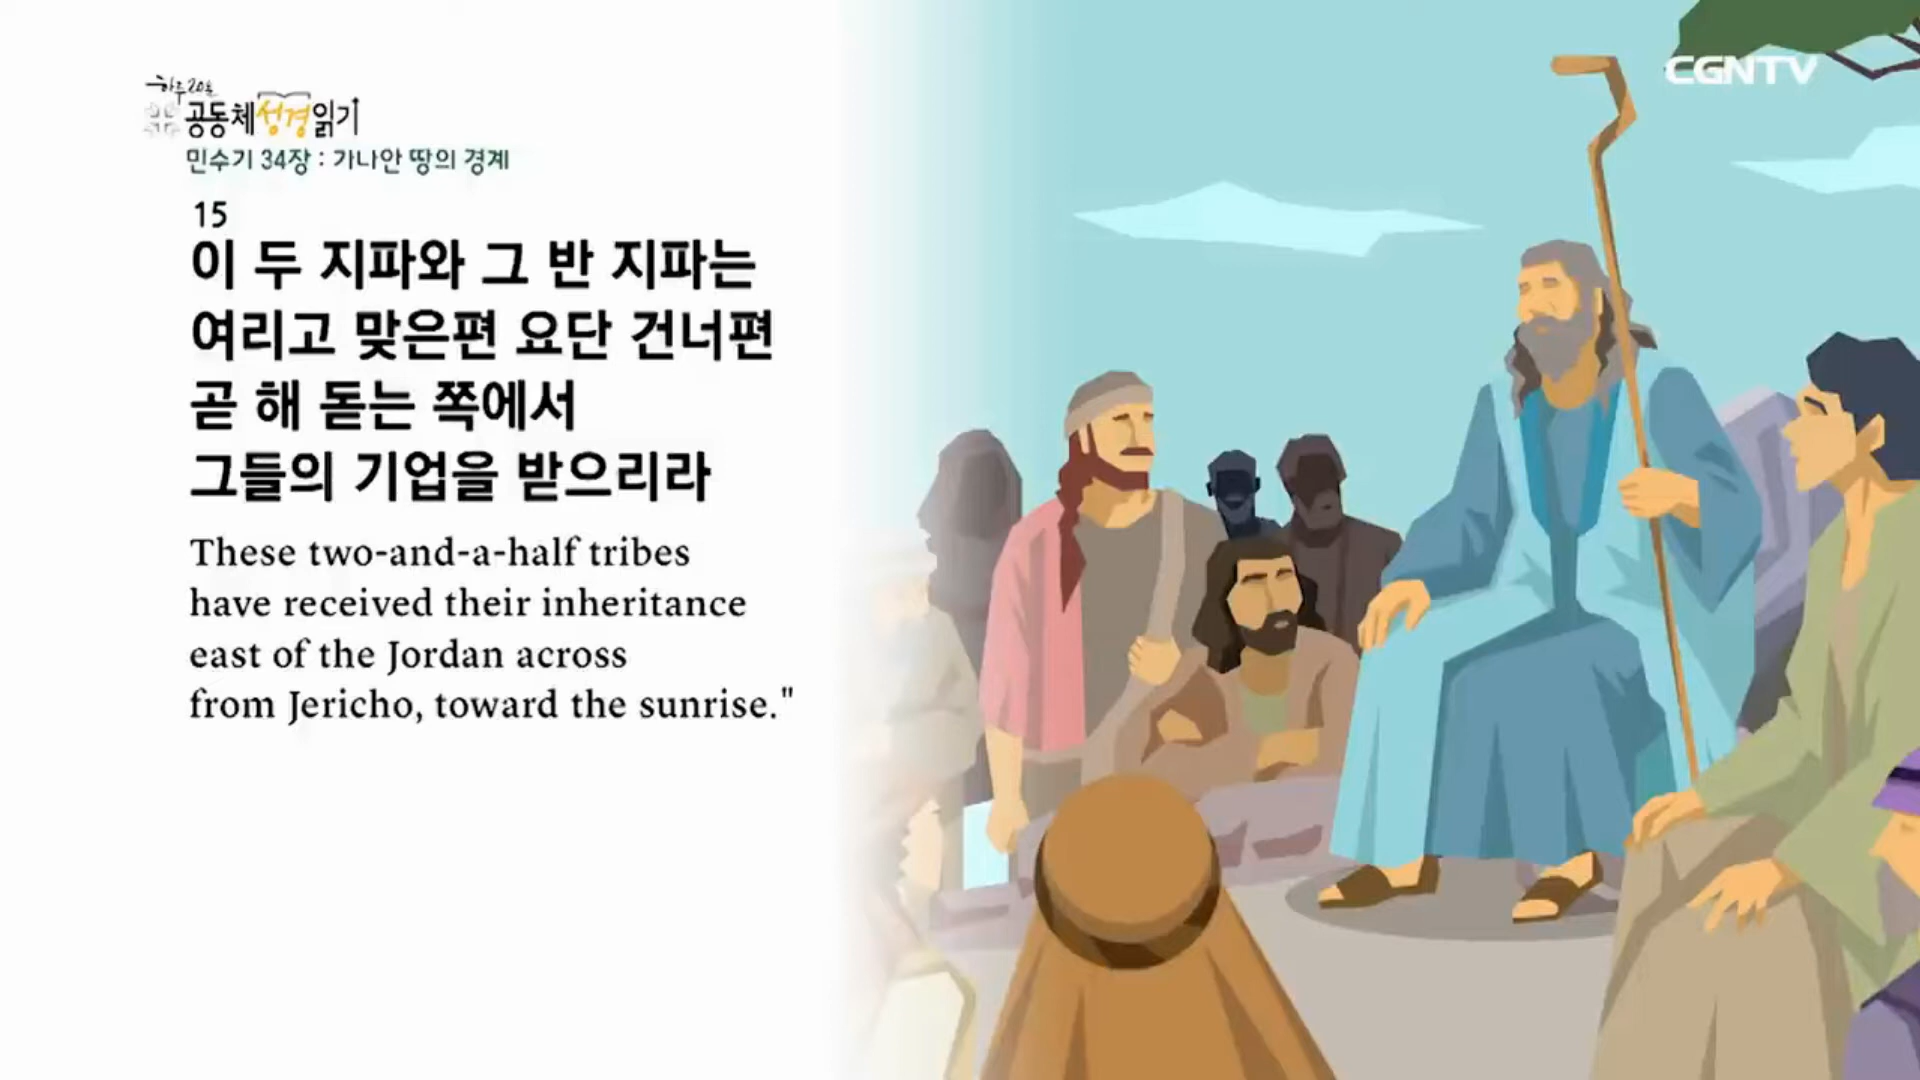 하루 20분
공동체성경읽기
민수기 34장 : 가나안 땅의 경계
15
이 두 지파와 그 반 지파는
여리고 맞은편 요단 건너편
곧 해 돋는 쪽에서
그들의 기업을 받으리라
These two-and-a-half tribes
have received their inheritance
east of the Jordan across
from Jericho, toward the sunrise."
CGNTV